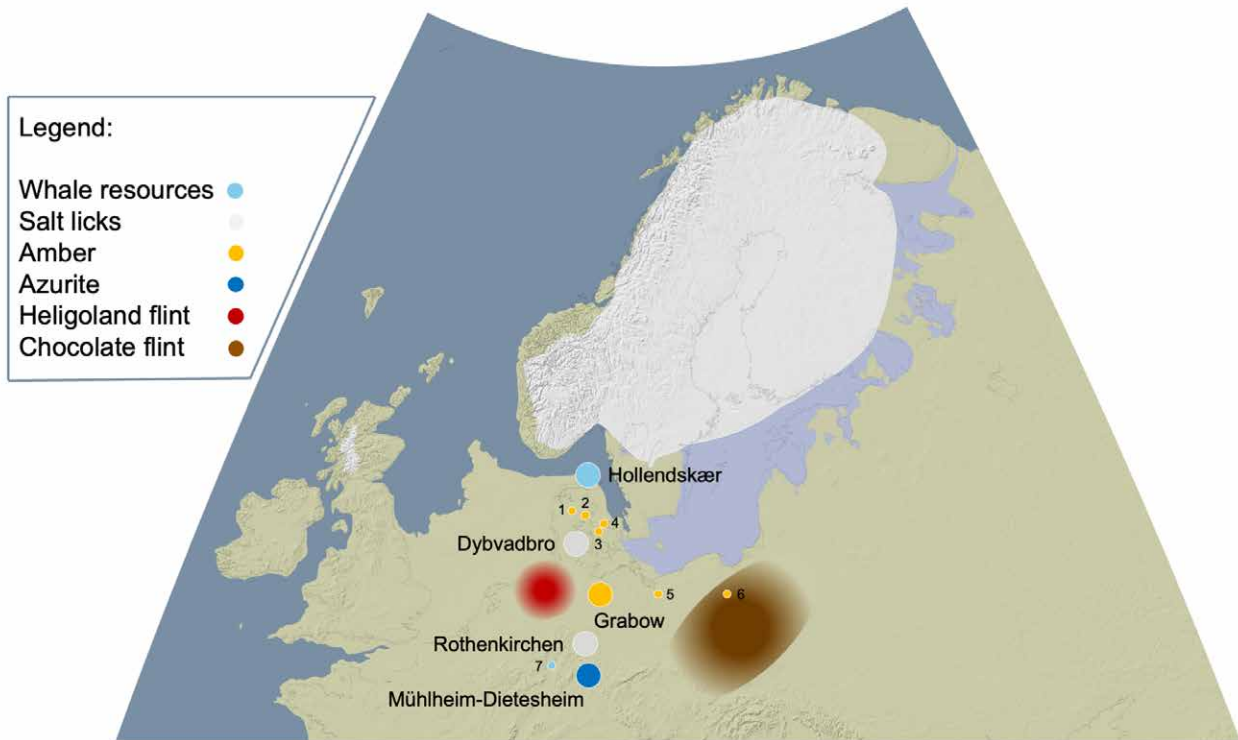 Legend:
Whale resources
Salt licks
Amber
Azurite
Heligoland flint
Chocolate flint
Hollendskær
1
2
4
3
Dybvadbro
5
6
Grabow
Rothenkirchen
7
Mühlheim-Dietesheim